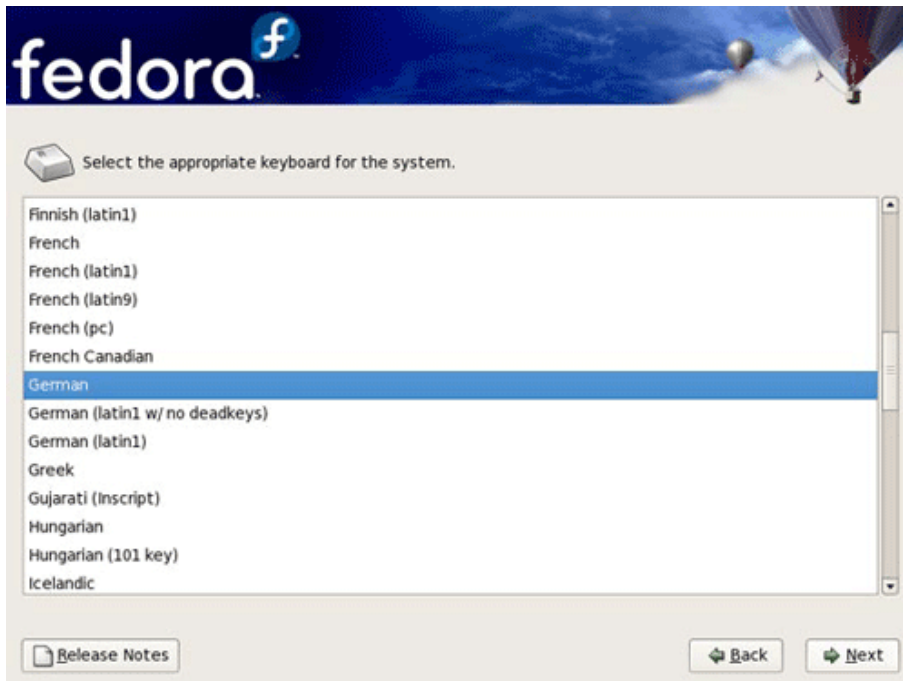 fedora
Select the appropriate keyboard for the system.
Finnish (latin1)
French
French (latin1)
French (latin9)
French (pc)
French Canadian
German
German (latin1 w/ no deadkeys)
German (latin1)
Greek
Gujarati (Inscript)
Hungarian
Hungarian (101 key)
Icelandic
Release Notes Back Next